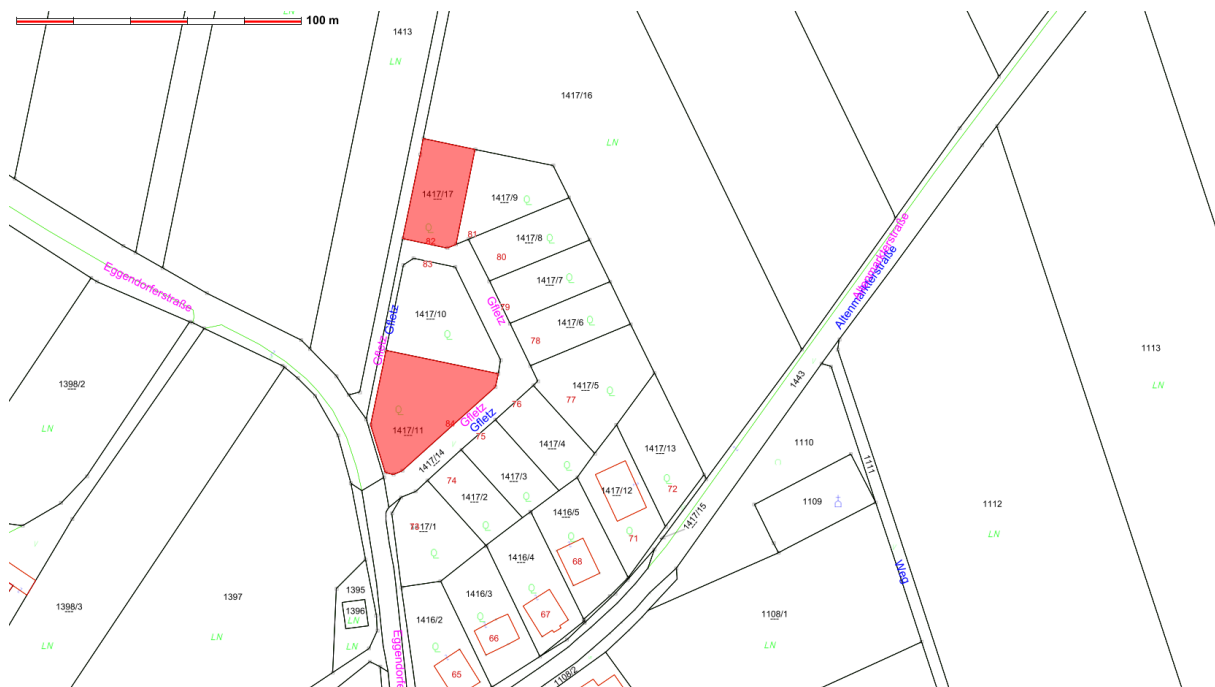 LN
100 m
1413
LN
1417/16
LN
1417/17
Q
82
1417/9
Q
81
1417/8
Q
80
83
1417/7
Q
79
Gfletz
1417/10
Q
Gfletz
Gfletz
1417/6
Q
78
Eggendorferstraße
Altenmarkterstraße
Altenmarkterstraße
1113
LN
1398/2
LN
1417/5
77
Q
76
Q
84
1417/11
Gfletz
Gfletz
75
1443
1417/14
1417/4
Q
1417/13
Q
72
1110
1111
74
1417/3
Q
1417/2
Q
1417/12
Q
71
1109
1112
LN
1417/15
73
1417/1
Q
1416/5
Q
68
1416/4
Q
67
Weg
1395
1396
LN
LN
1397
LN
1398/3
LN
1416/3
Q
66
1416/2
Q
65
Eggendorfe
1108/1
LN
1108/2